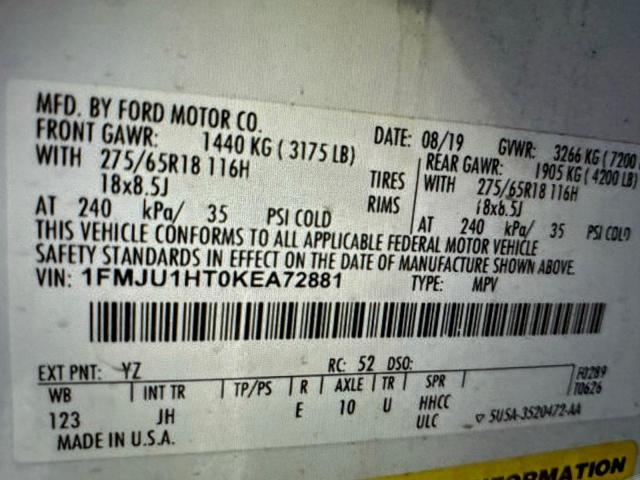 MFD. BY FORD MOTOR CO.
DATE: 08/19 GVWR: 3266 KG (7200
FRONT GAWR: 1440 KG (3175 LB) REAR GAWR: 1905 KG (4200 LB)
WITH 275/65R18 116H TIRES WITH 275/65R18 116H
18x8.5J RIMS 18x8.5J
AT 240 kPa/ 35 PSI COLD AT 240 kPa/ 35 PSI COLD
THIS VEHICLE CONFORMS TO ALL APPLICABLE FEDERAL MOTOR VEHICLE
SAFETY STANDARDS IN EFFECT ON THE DATE OF MANUFACTURE SHOWN ABOVE.
VIN: 1FMJU1HT0KEA72881 TYPE: MPV
EXT PNT: YZ RC: 52 DSO: F0289
WB INT TR TP/PS R AXLE TR SPR T0626
123 JH E 10 U HHCC
ULC 5U5A-3520472-AA
MADE IN U.S.A.
INFORMATION